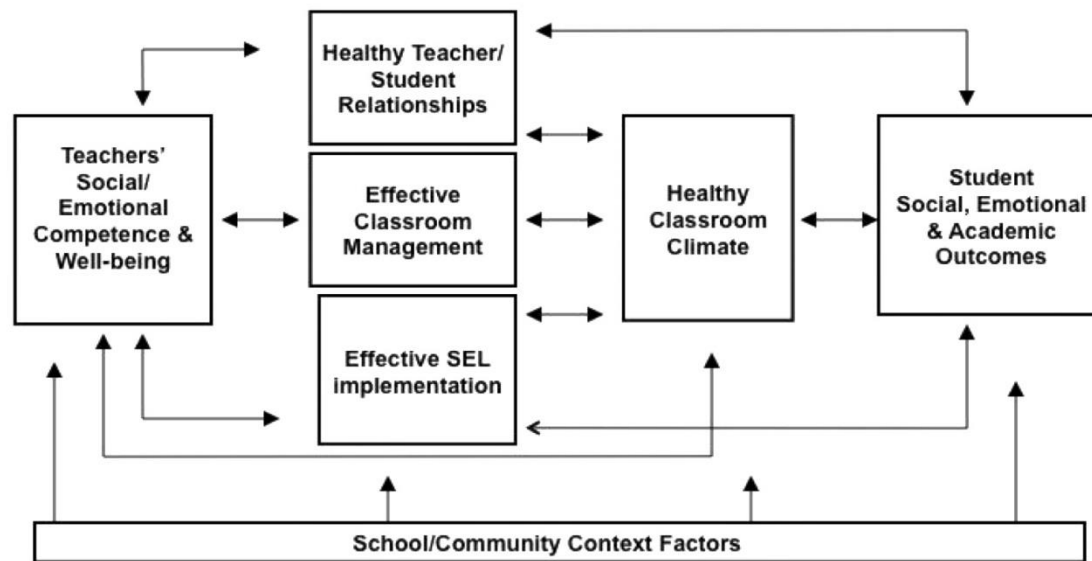 Healthy Teacher/
Student
Relationships
Teachers’
Social/
Emotional
Competence &
Well-being
Effective
Classroom
Management
Healthy
Classroom
Climate
Student
Social, Emotional
& Academic
Outcomes
Effective SEL
implementation
School/Community Context Factors